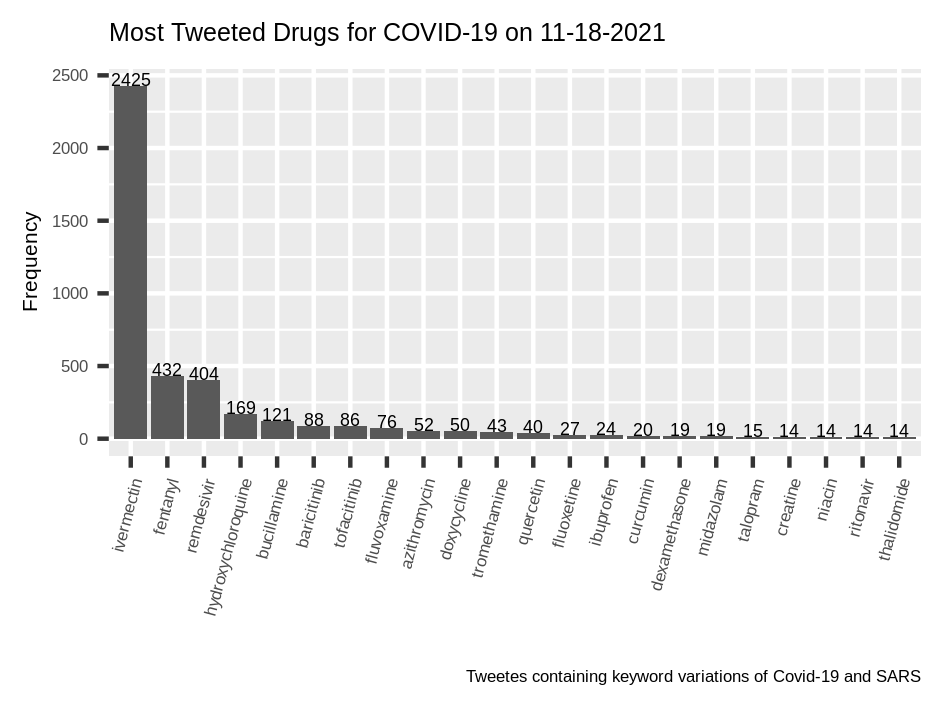 Most Tweeted Drugs for COVID-19 on 11-18-2021
Frequency
2500
2000
1500
1000
500
0
2425
432
404
169
121
88
86
76
52
50
43
40
27
24
20
19
19
15
14
14
14
14
ivermectin
fentanyl
remdesivir
hydroxychloroquine
bucillamine
baricitinib
tofacitinib
fluvoxamine
azithromycin
doxycycline
tromethamine
quercetin
fluoxetine
ibuprofen
curcumin
dexamethasone
midazolam
talopram
creatine
niacin
ritonavir
thalidomide
Tweetes containing keyword variations of Covid-19 and SARS